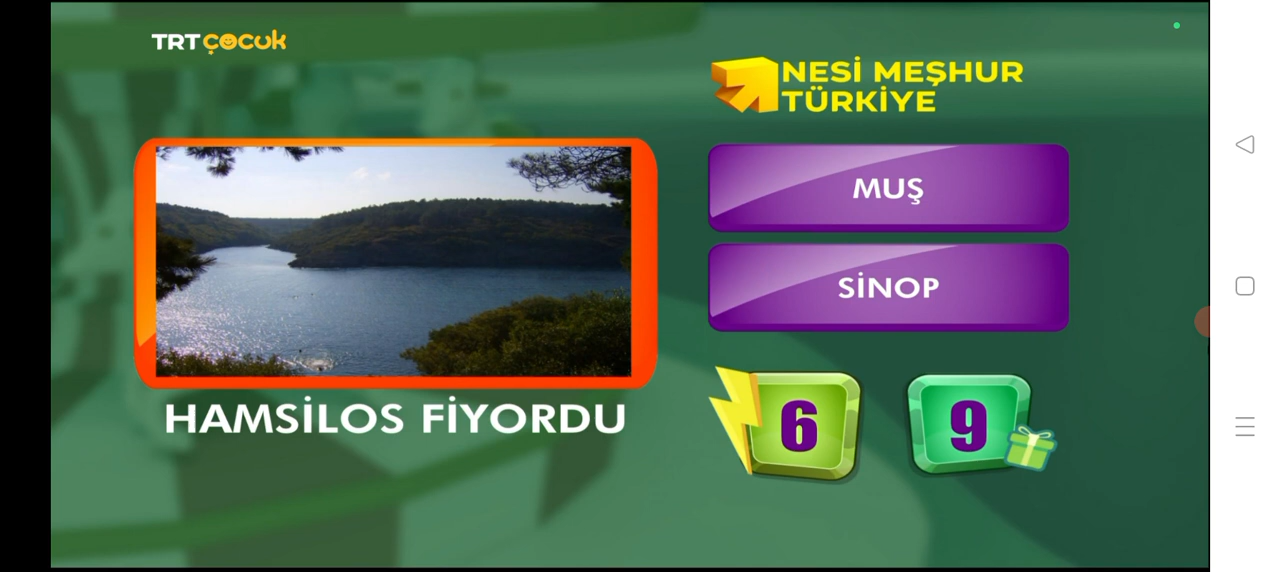 TRT çocuk
NESİ MEŞHUR
TÜRKİYE
MUŞ
SİNOP
HAMSİLOS FİYORDU
6
9